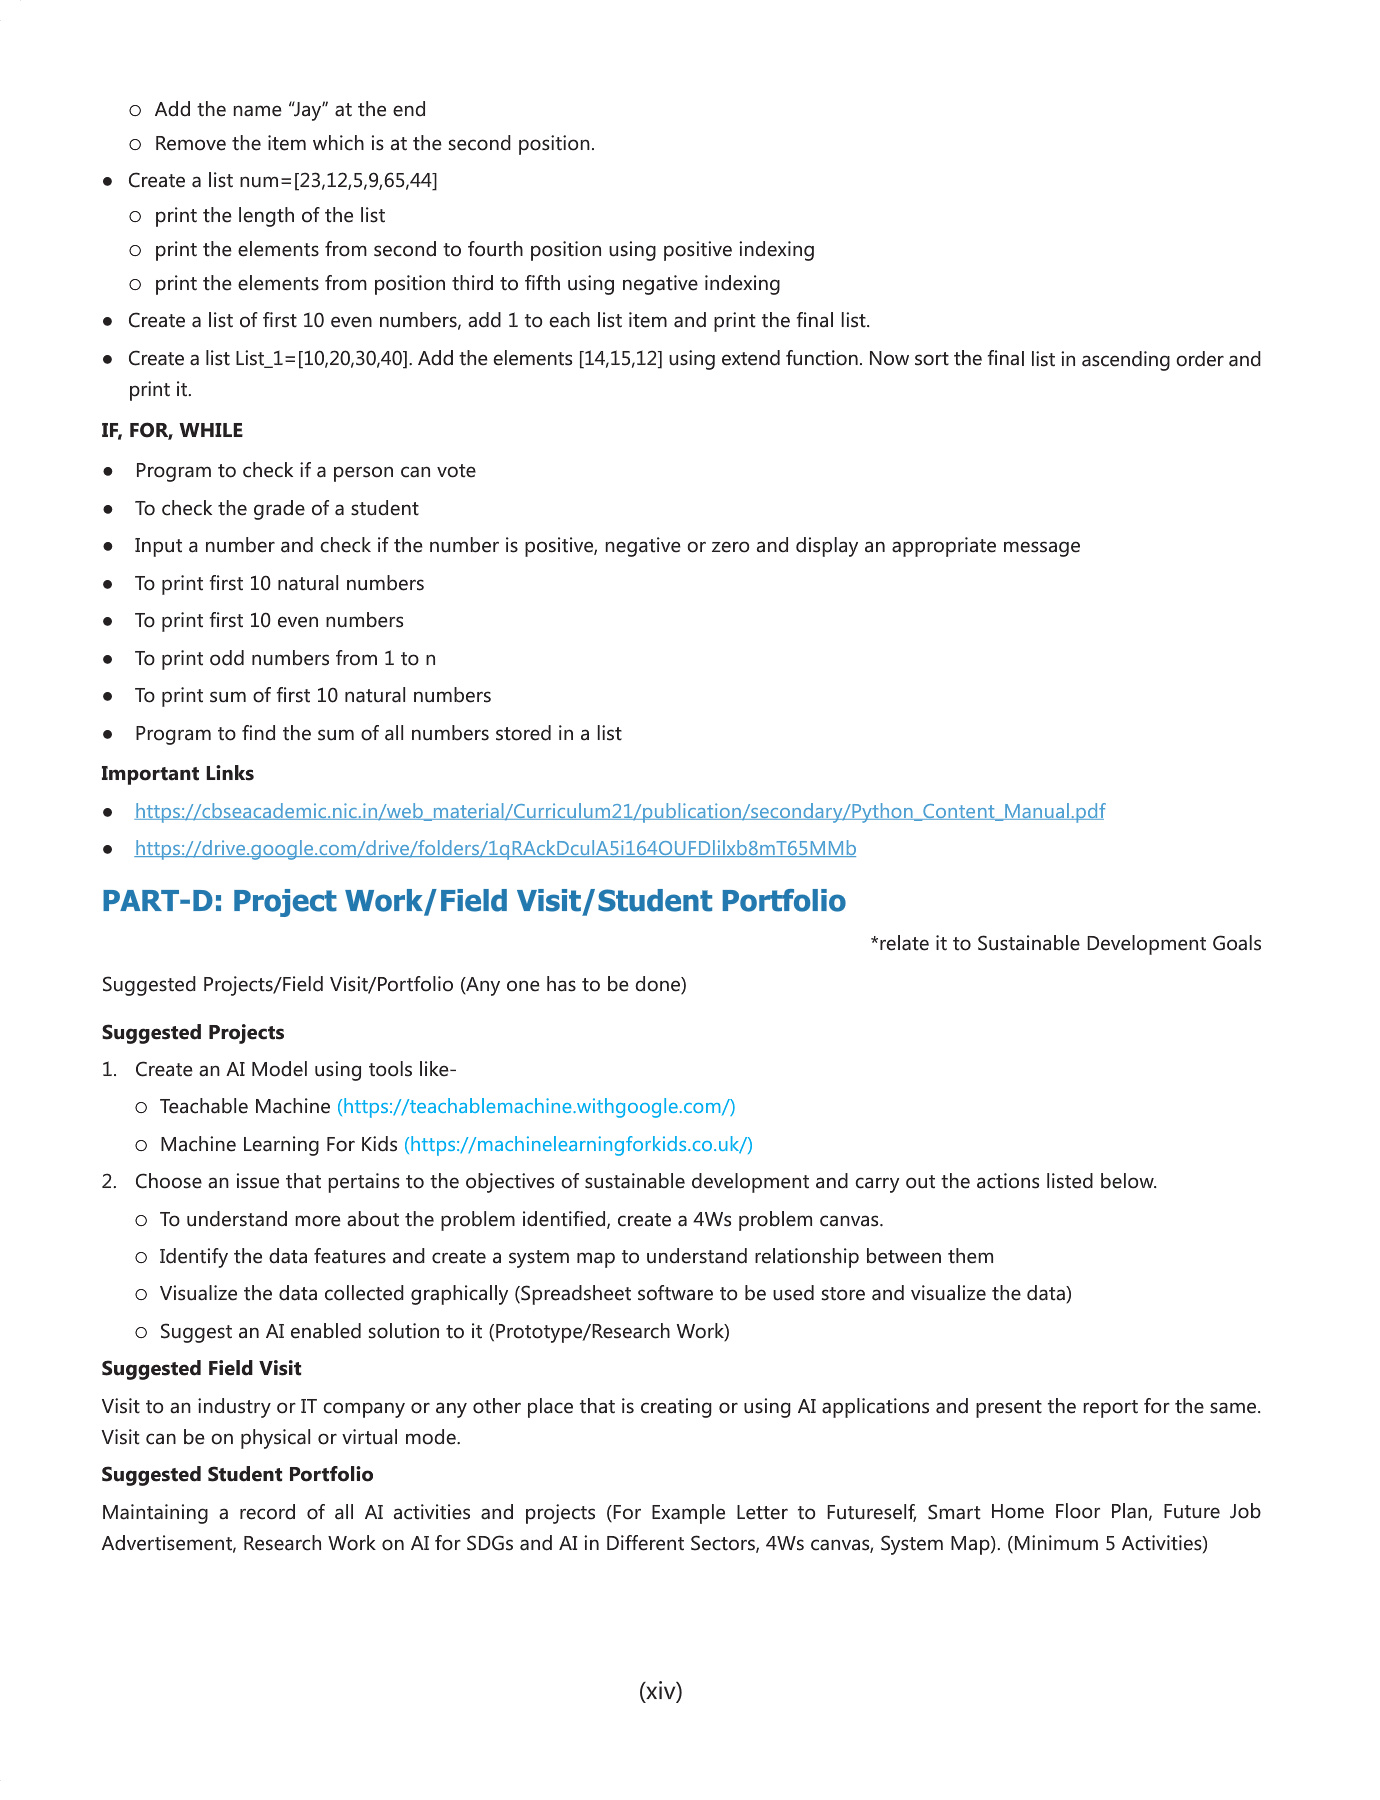 ○ Add the name “Jay” at the end
○ Remove the item which is at the second position.
● Create a list num=[23,12,5,9,65,44]
○ print the length of the list
○ print the elements from second to fourth position using positive indexing
○ print the elements from position third to fifth using negative indexing
● Create a list of first 10 even numbers, add 1 to each list item and print the final list.
● Create a list List_1=[10,20,30,40]. Add the elements [14,15,12] using extend function. Now sort the final list in ascending order and
print it.
IF, FOR, WHILE
● Program to check if a person can vote
● To check the grade of a student
● Input a number and check if the number is positive, negative or zero and display an appropriate message
● To print first 10 natural numbers
● To print first 10 even numbers
● To print odd numbers from 1 to n
● To print sum of first 10 natural numbers
● Program to find the sum of all numbers stored in a list
Important Links
● https://cbseacademic.nic.in/web_material/Curriculum21/publication/secondary/Python_Content_Manual.pdf
● https://drive.google.com/drive/folders/1qRAckDculA5i164OUFDlilxb8mT65MMb
PART-D: Project Work/Field Visit/Student Portfolio
*relate it to Sustainable Development Goals
Suggested Projects/Field Visit/Portfolio (Any one has to be done)
Suggested Projects
1. Create an AI Model using tools like-
○ Teachable Machine (https://teachablemachine.withgoogle.com/)
○ Machine Learning For Kids (https://machinelearningforkids.co.uk/)
2. Choose an issue that pertains to the objectives of sustainable development and carry out the actions listed below.
○ To understand more about the problem identified, create a 4Ws problem canvas.
○ Identify the data features and create a system map to understand relationship between them
○ Visualize the data collected graphically (Spreadsheet software to be used store and visualize the data)
○ Suggest an AI enabled solution to it (Prototype/Research Work)
Suggested Field Visit
Visit to an industry or IT company or any other place that is creating or using AI applications and present the report for the same.
Visit can be on physical or virtual mode.
Suggested Student Portfolio
Maintaining a record of all AI activities and projects (For Example Letter to Futureself, Smart Home Floor Plan, Future Job
Advertisement, Research Work on AI for SDGs and AI in Different Sectors, 4Ws canvas, System Map). (Minimum 5 Activities)
(xiv)